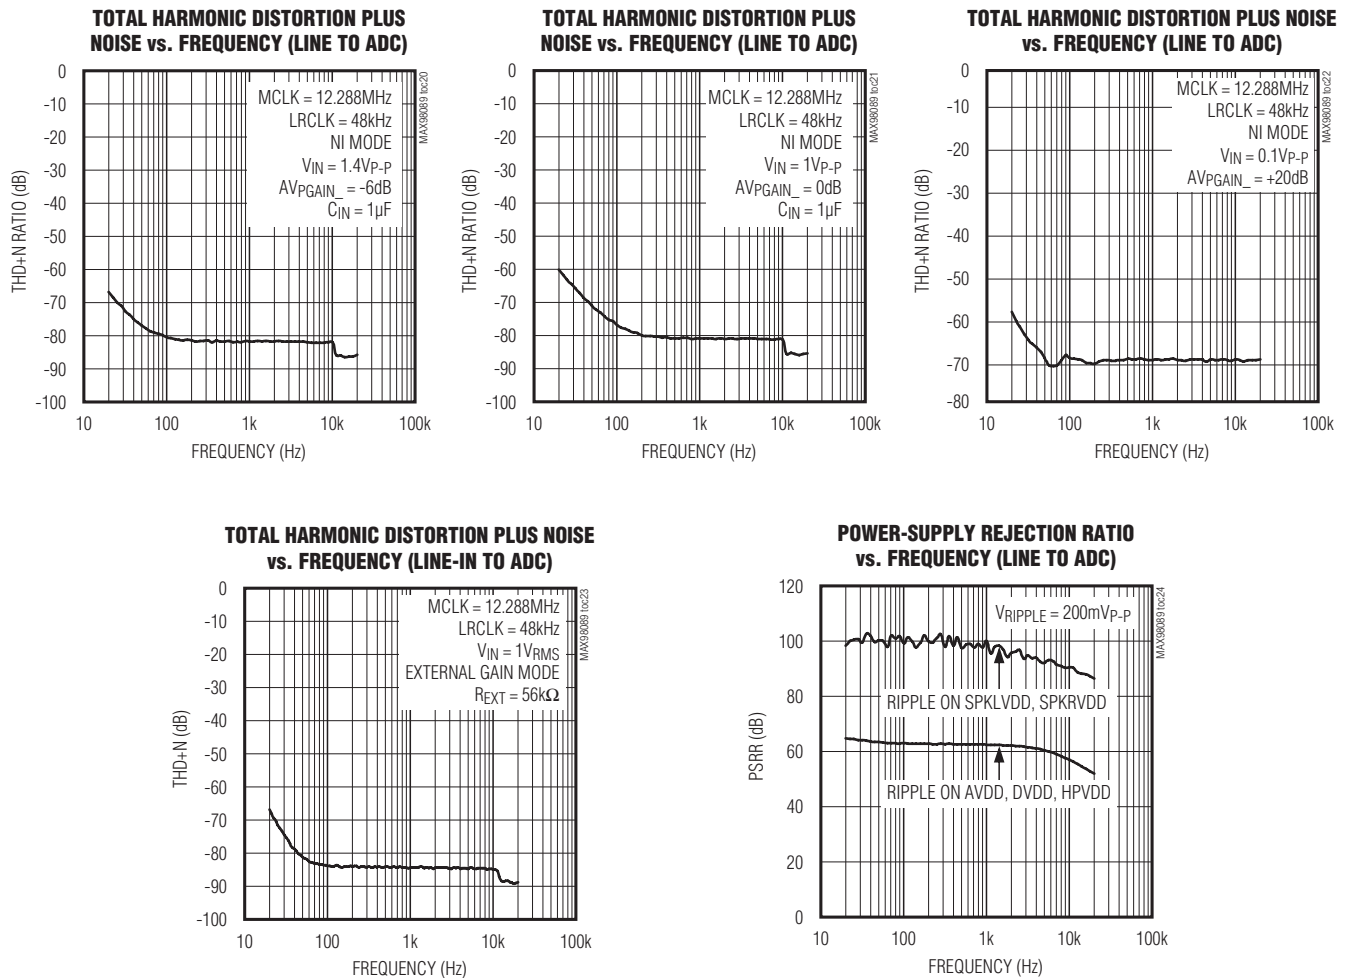 TOTAL HARMONIC DISTORTION PLUS
NOISE vs. FREQUENCY (LINE TO ADC)
MAX98089 toc20
MCLK = 12.288MHz
LRCLK = 48kHz
NI MODE
VIN = 1.4VP-P
AVPGAIN_ = -6dB
CIN = 1µF
THD+N RATIO (dB)
0
-10
-20
-30
-40
-50
-60
-70
-80
-90
-100
10
100
1k
10k
100k
FREQUENCY (Hz)
TOTAL HARMONIC DISTORTION PLUS
NOISE vs. FREQUENCY (LINE TO ADC)
MAX98089 toc21
MCLK = 12.288MHz
LRCLK = 48kHz
NI MODE
VIN = 1VP-P
AVPGAIN_ = 0dB
CIN = 1µF
THD+N RATIO (dB)
0
-10
-20
-30
-40
-50
-60
-70
-80
-90
-100
10
100
1k
10k
100k
FREQUENCY (Hz)
TOTAL HARMONIC DISTORTION PLUS NOISE
vs. FREQUENCY (LINE TO ADC)
MAX98089 toc22
MCLK = 12.288MHz
LRCLK = 48kHz
NI MODE
VIN = 0.1VP-P
AVPGAIN_ = +20dB
THD+N RATIO (dB)
0
-10
-20
-30
-40
-50
-60
-70
-80
10
100
1k
10k
100k
FREQUENCY (Hz)
TOTAL HARMONIC DISTORTION PLUS NOISE
vs. FREQUENCY (LINE-IN TO ADC)
MAX98089 toc23
MCLK = 12.288MHz
LRCLK = 48kHz
VIN = 1VRMS
EXTERNAL GAIN MODE
REXT = 56kΩ
THD+N (dB)
0
-10
-20
-30
-40
-50
-60
-70
-80
-90
-100
10
100
1k
10k
100k
FREQUENCY (Hz)
POWER-SUPPLY REJECTION RATIO
vs. FREQUENCY (LINE TO ADC)
MAX98089 toc24
VRIPPLE = 200mVP-P
RIPPLE ON SPKLVDD, SPKRVDD
RIPPLE ON AVDD, DVDD, HPVDD
PSRR (dB)
120
100
80
60
40
20
0
10
100
1k
10k
100k
FREQUENCY (Hz)